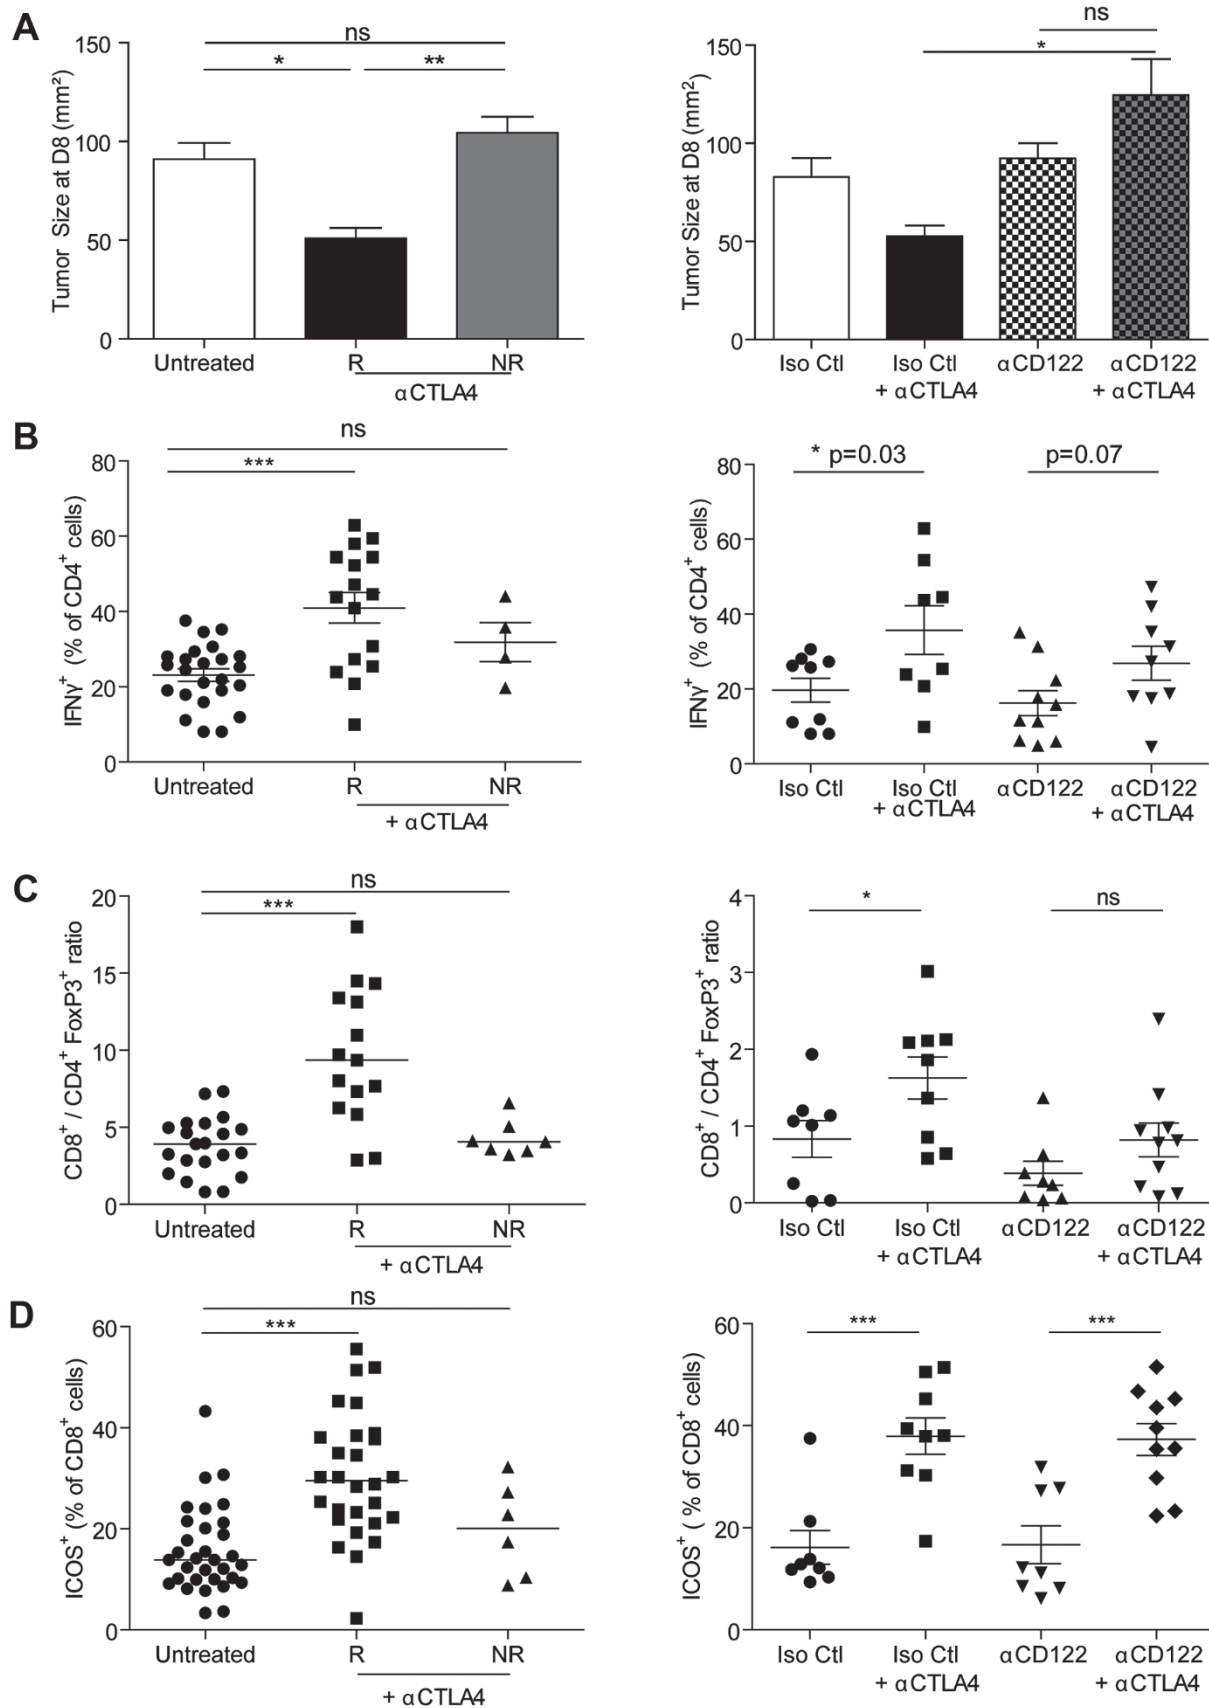 A
Tumor Size at D8 (mm²)
150
100
50
0
ns
*
**
Untreated
R
NR
αCTLA4
Tumor Size at D8 (mm²)
150
100
50
0
ns
*
Iso Ctl
Iso Ctl
+ αCTLA4
αCD122
αCD122
+ αCTLA4
B
IFNγ⁺ (% of CD4⁺ cells)
80
60
40
20
0
ns
***
Untreated
R
NR
+ αCTLA4
IFNγ⁺ (% of CD4⁺ cells)
80
60
40
20
0
* p=0.03
p=0.07
Iso Ctl
Iso Ctl
+ αCTLA4
αCD122
αCD122
+ αCTLA4
C
CD8⁺ / CD4⁺ FoxP3⁺ ratio
20
15
10
5
0
ns
***
Untreated
R
NR
+ αCTLA4
CD8⁺ / CD4⁺ FoxP3⁺ ratio
4
3
2
1
0
*
ns
Iso Ctl
Iso Ctl
+ αCTLA4
αCD122
αCD122
+ αCTLA4
D
ICOS⁺ (% of CD8⁺ cells)
60
40
20
0
ns
***
Untreated
R
NR
+ αCTLA4
ICOS⁺ ( % of CD8⁺ cells)
60
40
20
0
***
***
Iso Ctl
Iso Ctl
+ αCTLA4
αCD122
αCD122
+ αCTLA4